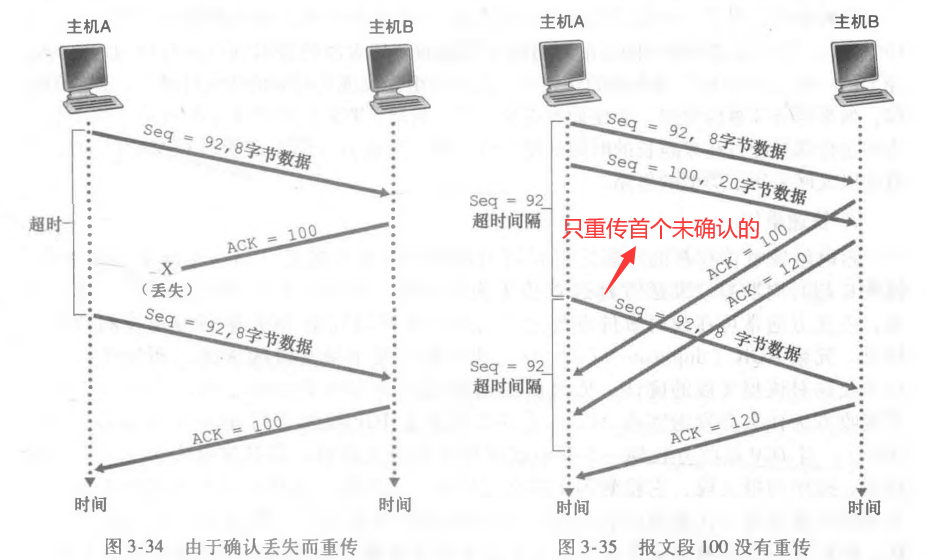 主机A
主机B
Seq = 92,8字节数据
超时
ACK = 100
X
(丢失)
Seq = 92,8字节数据
ACK = 100
时间
时间
图 3-34 由于确认丢失而重传
主机A
主机B
Seq = 92, 8字节数据
Seq = 100, 20字节数据
Seq = 92
超时间隔
只重传首个未确认的
ACK = 100
ACK = 120
Seq = 92,8 字节数据
Seq = 92
超时间隔
ACK = 120
时间
时间
图 3-35 报文段 100 没有重传